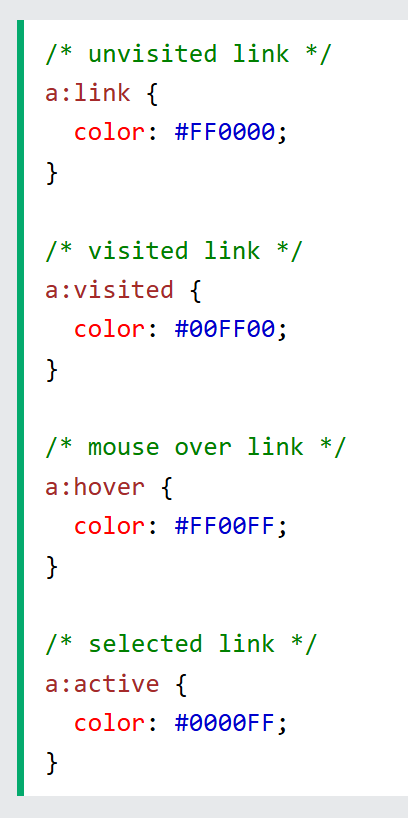 /* unvisited link */
a:link {
  color: #FF0000;
}

/* visited link */
a:visited {
  color: #00FF00;
}

/* mouse over link */
a:hover {
  color: #FF00FF;
}

/* selected link */
a:active {
  color: #0000FF;
}